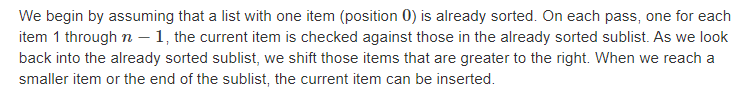 We begin by assuming that a list with one item (position 0) is already sorted. On each pass, one for each
item 1 through n − 1, the current item is checked against those in the already sorted sublist. As we look
back into the already sorted sublist, we shift those items that are greater to the right. When we reach a
smaller item or the end of the sublist, the current item can be inserted.